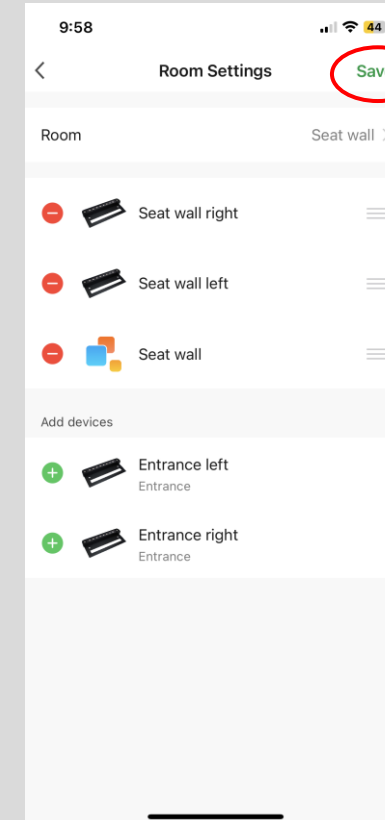 9:58
44
Room Settings
Save
Room
Seat wall
Seat wall right
Seat wall left
Seat wall
Add devices
Entrance left
Entrance
Entrance right
Entrance